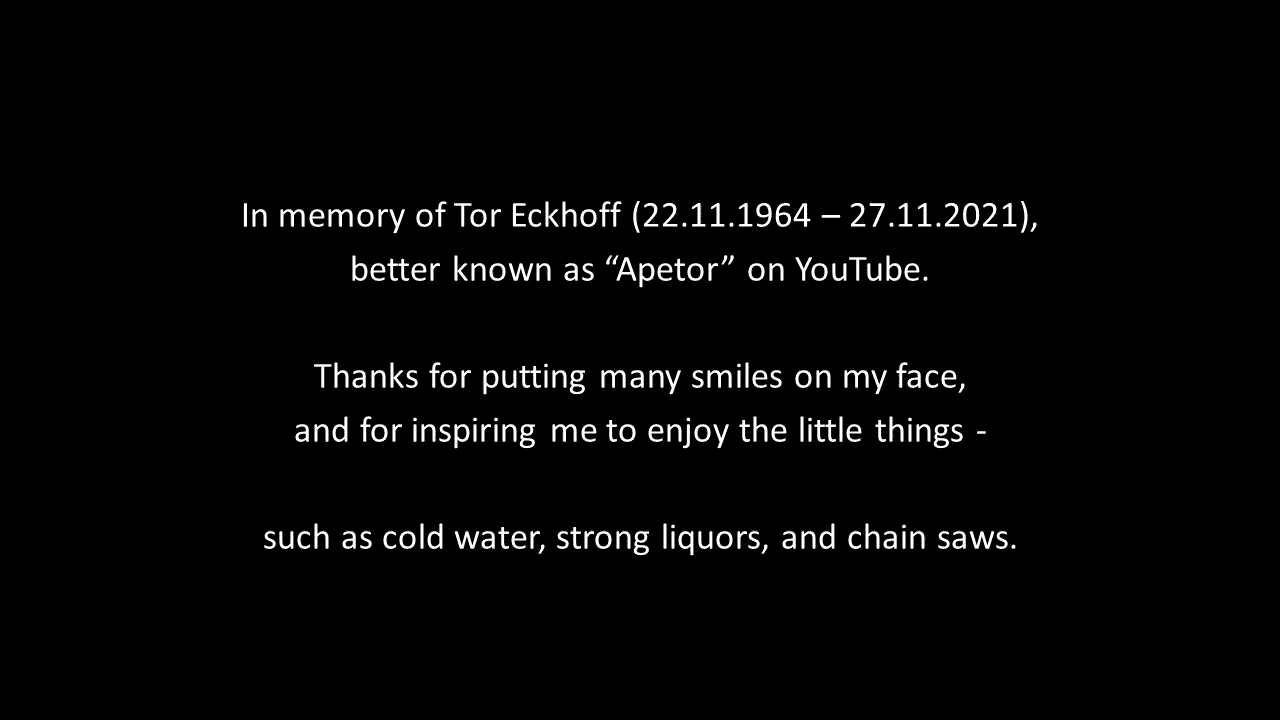 In memory of Tor Eckhoff (22.11.1964 – 27.11.2021),
better known as “Apetor” on YouTube.
Thanks for putting many smiles on my face,
and for inspiring me to enjoy the little things -
such as cold water, strong liquors, and chain saws.